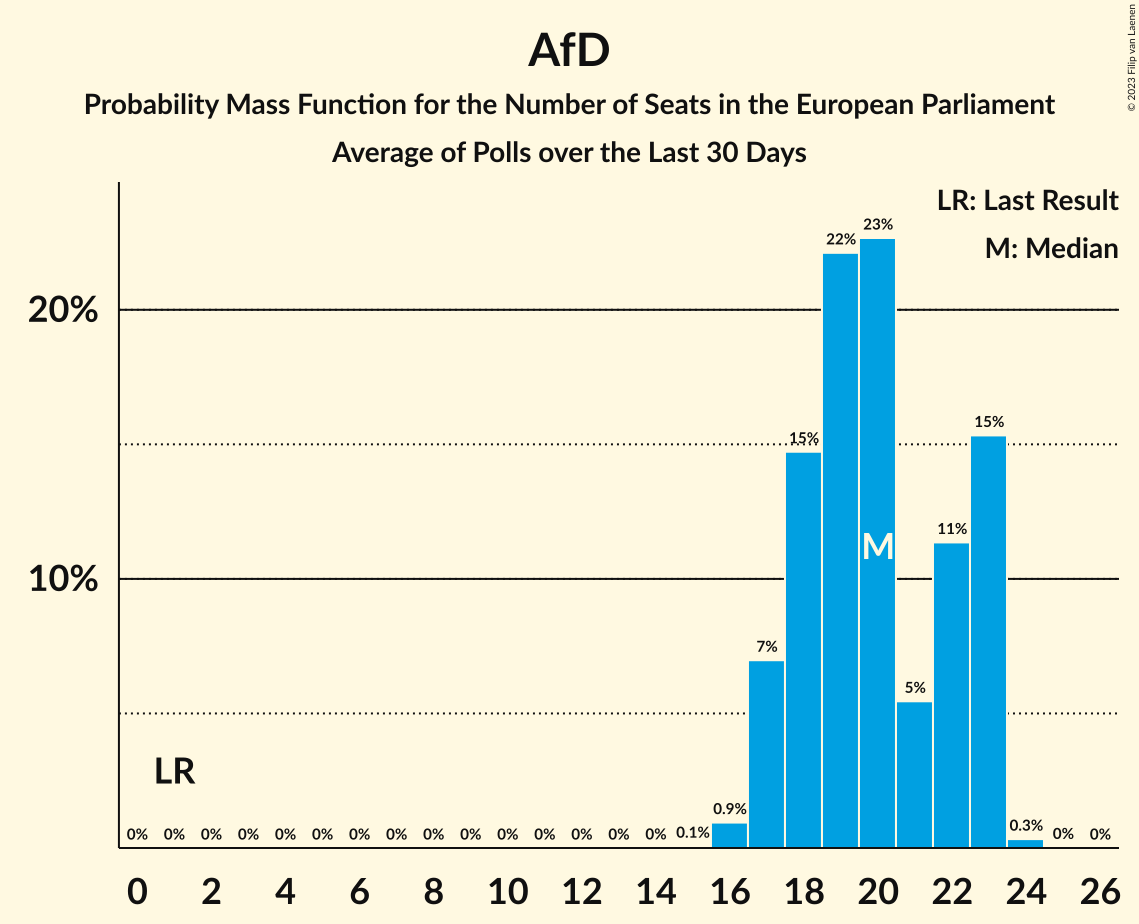 AfD
Probability Mass Function for the Number of Seats in the European Parliament
Average of Polls over the Last 30 Days
© 2023 Filip van Laenen
LR: Last Result
M: Median
20%
10%
LR
M
0% 0% 0% 0% 0% 0% 0% 0% 0% 0% 0% 0% 0% 0% 0% 0.1% 0.9% 7% 15% 22% 23% 5% 11% 15% 0.3% 0% 0%
0 2 4 6 8 10 12 14 16 18 20 22 24 26